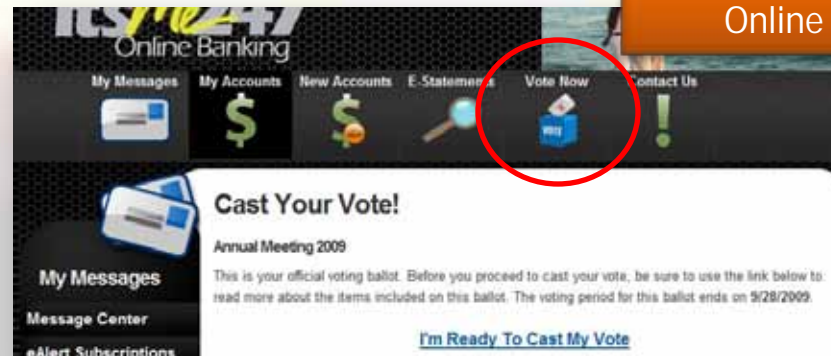 Online
ItsMe247
Online Banking
My Messages My Accounts New Accounts E-Statements Vote Now Contact Us
VOTE
Cast Your Vote!
Annual Meeting 2009
This is your official voting ballot. Before you proceed to cast your vote, be sure to use the link below to
read more about the items included on this ballot. The voting period for this ballot ends on 9/28/2009.
I'm Ready To Cast My Vote
My Messages
Message Center
eAlert Subscriptions